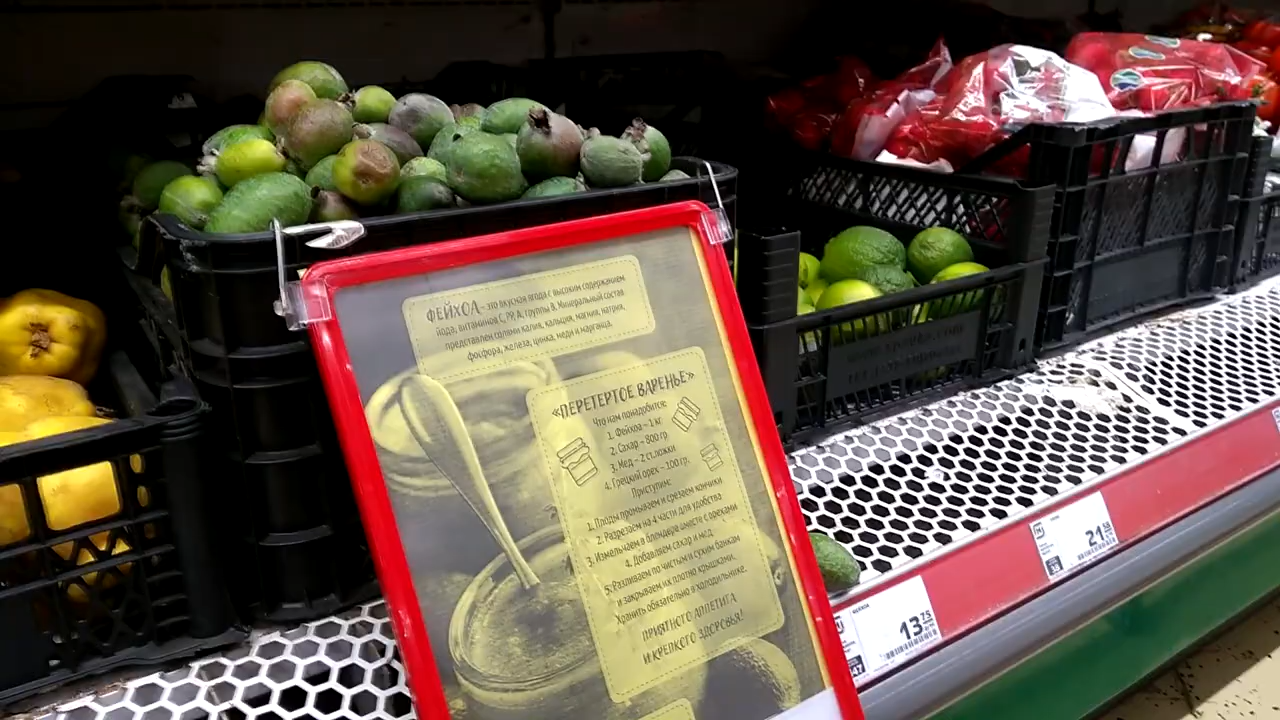 ФЕЙХОА – это вкусная ягода с высоким содержанием
йода, витаминов С, РР, А, группы В. Минеральный состав
представлен солями калия, кальция, магния, натрия,
фосфора, железа, цинка, меди и марганца.
«ПЕРЕТЕРТОЕ ВАРЕНЬЕ»
Что нам понадобится:
1. Фейхоа – 1 кг
2. Сахар – 800 гр
3. Мед – 2 ст.ложки
4. Грецкий орех – 100 гр.
Приступим:
1. Плоды промываем и срезаем кончики
2. Разрезаем на 4 части для удобства
3. Измельчаем в блендере вместе с орехами
4. Добавляем сахар и мед
5. Разливаем по чистым и сухим банкам
и закрываем их плотно крышками.
Хранить обязательно в холодильнике.
ПРИЯТНОГО АППЕТИТА
И КРЕПКОГО ЗДОРОВЬЯ!
13 75
21 58